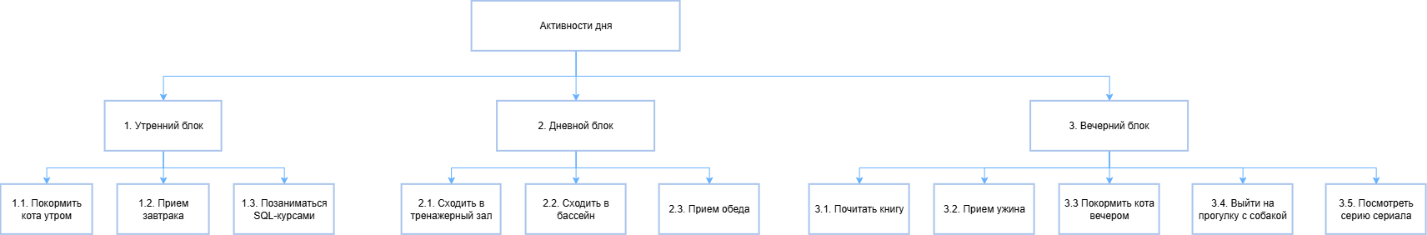 Активности дня
1. Утренний блок
2. Дневной блок
3. Вечерний блок
1.1. Покормить
кота утром
1.2. Прием
завтрака
1.3. Позаниматься
SQL-курсами
2.1. Сходить в
тренажерный зал
2.2. Сходить в
бассейн
2.3. Прием обеда
3.1. Почитать книгу
3.2. Прием ужина
3.3 Покормить кота
вечером
3.4. Выйти на
прогулку с собакой
3.5. Посмотреть
серию сериала